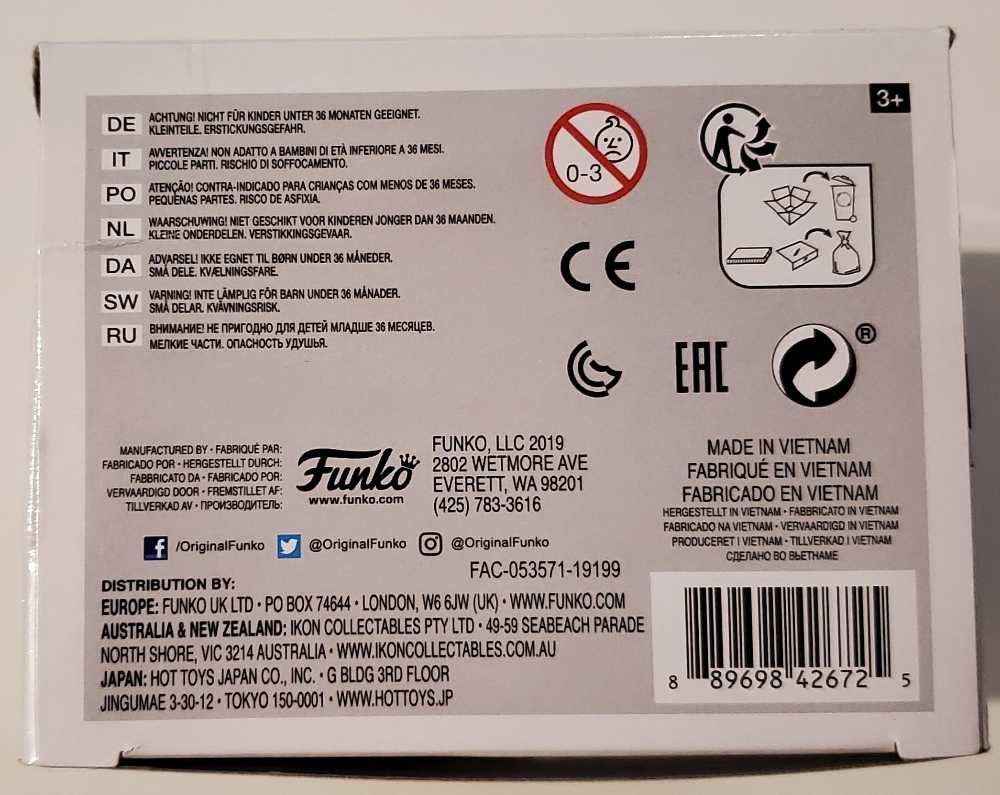 3+
DE ACHTUNG! NICHT FÜR KINDER UNTER 36 MONATEN GEEIGNET.
KLEINTEILE. ERSTICKUNGSGEFAHR.
IT AVVERTENZA! NON ADATTO A BAMBINI DI ETÀ INFERIORE A 36 MESI.
PICCOLE PARTI. RISCHIO DI SOFFOCAMENTO.
PO ATENÇÃO! CONTRA-INDICADO PARA CRIANÇAS COM MENOS DE 36 MESES.
PEQUENAS PARTES. RISCO DE ASFIXIA.
NL WAARSCHUWING! NIET GESCHIKT VOOR KINDEREN JONGER DAN 36 MAANDEN.
KLEINE ONDERDELEN. VERSTIKKINGSGEVAAR.
DA ADVARSEL! IKKE EGNET TIL BØRN UNDER 36 MÅNEDER.
SMÅ DELE. KVÆLNINGSFARE.
SW VARNING! INTE LÄMPLIG FÖR BARN UNDER 36 MÅNADER.
SMÅ DELAR. KVÄVNINGSRISK.
RU ВНИМАНИЕ! НЕ ПРИГОДНО ДЛЯ ДЕТЕЙ МЛАДШЕ 36 МЕСЯЦЕВ.
МЕЛКИЕ ЧАСТИ. ОПАСНОСТЬ УДУШЬЯ.
0-3
CE
EAC
®
MANUFACTURED BY • FABRIQUÉ PAR:
FABRICADO POR • HERGESTELLT DURCH:
FABBRICATO DA • FABRICADO POR:
VERVAARDIGD DOOR • FREMSTILLET AF:
TILLVERKAD AV • ПРОИЗВОДИТЕЛЬ:
Funko
www.funko.com
FUNKO, LLC 2019
2802 WETMORE AVE
EVERETT, WA 98201
(425) 783-3616
MADE IN VIETNAM
FABRIQUÉ EN VIETNAM
FABRICADO EN VIETNAM
HERGESTELLT IN VIETNAM • FABBRICATO IN VIETNAM
FABRICADO NA VIETNAM • VERVAARDIGD IN VIETNAM
PRODUCERET I VIETNAM • TILLVERKAD I VIETNAM
СДЕЛАНО ВО ВЬЕТНАМЕ
/OriginalFunko @OriginalFunko @OriginalFunko
FAC-053571-19199
DISTRIBUTION BY:
EUROPE: FUNKO UK LTD • PO BOX 74644 • LONDON, W6 6JW (UK) • WWW.FUNKO.COM
AUSTRALIA & NEW ZEALAND: IKON COLLECTABLES PTY LTD • 49-59 SEABEACH PARADE
NORTH SHORE, VIC 3214 AUSTRALIA • WWW.IKONCOLLECTABLES.COM.AU
JAPAN: HOT TOYS JAPAN CO., INC. • G BLDG 3RD FLOOR
JINGUMAE 3-30-12 • TOKYO 150-0001 • WWW.HOTTOYS.JP
8 89698 42672 5